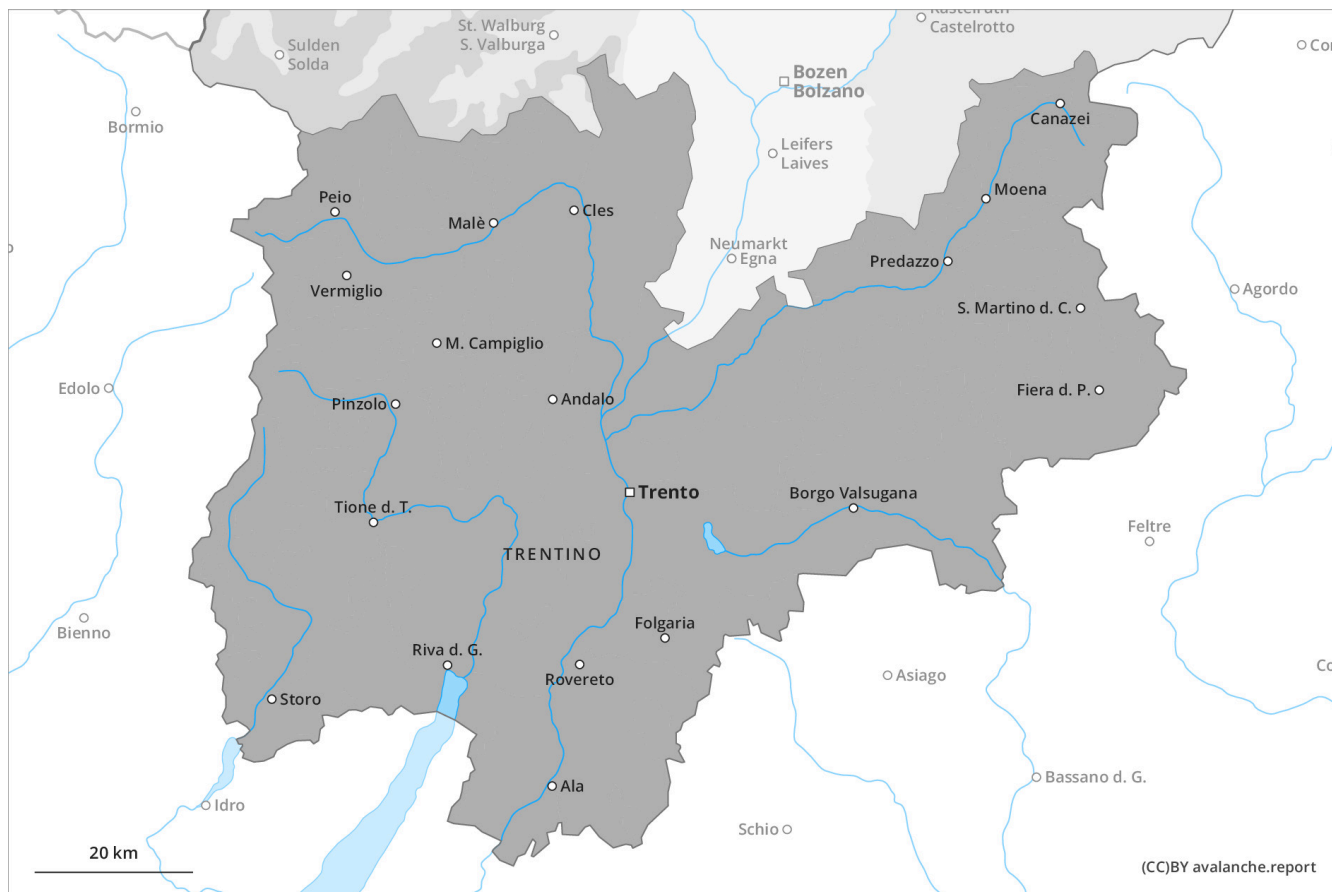 Kastelruth
Castelrotto
St. Walburg
S. Valburga
Sulden
Solda
Bozen
Bolzano
Bormio
Canazei
Leifers
Laives
Moena
Peio
Malè
Cles
Neumarkt
Egna
Predazzo
Vermiglio
Agordo
S. Martino d. C.
M. Campiglio
Edolo
Pinzolo
Andalo
Fiera d. P.
Trento
Borgo Valsugana
Tione d. T.
Feltre
TRENTINO
Bienno
Folgaria
Riva d. G.
Rovereto
Asiago
Storo
Bassano d. G.
Ala
Idro
Schio
20 km
(CC)BY avalanche.report